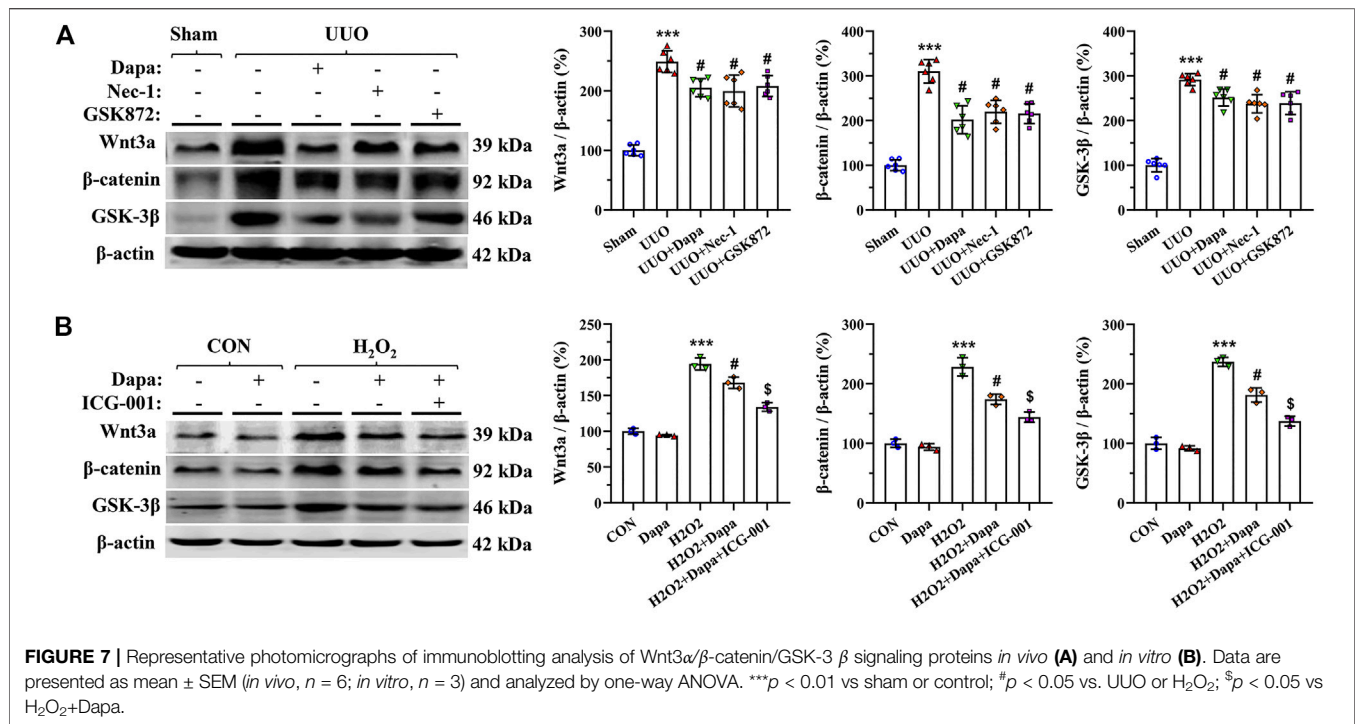 A
Sham UUO
Dapa: - - + - -
Nec-1: - - - + -
GSK872: - - - - +
Wnt3a 39 kDa
β-catenin 92 kDa
GSK-3β 46 kDa
β-actin 42 kDa
Wnt3a / β-actin (%)
300
200
100
0
***
#
#
#
Sham
UUO
UUO+Dapa
UUO+Nec-1
UUO+GSK872
β-catenin / β-actin (%)
400
300
200
100
0
***
#
#
#
Sham
UUO
UUO+Dapa
UUO+Nec-1
UUO+GSK872
GSK-3β / β-actin (%)
400
300
200
100
0
***
#
#
#
Sham
UUO
UUO+Dapa
UUO+Nec-1
UUO+GSK872
B
CON H₂O₂
Dapa: - + - + +
ICG-001: - - - - +
Wnt3a 39 kDa
β-catenin 92 kDa
GSK-3β 46 kDa
β-actin 42 kDa
Wnt3a / β-actin (%)
250
200
150
100
50
0
***
#
$
CON
Dapa
H2O2
H2O2+Dapa
H2O2+Dapa+ICG-001
β-catenin / β-actin (%)
300
200
100
0
***
#
$
CON
Dapa
H2O2
H2O2+Dapa
H2O2+Dapa+ICG-001
GSK-3β / β-actin (%)
300
200
100
0
***
#
$
CON
Dapa
H2O2
H2O2+Dapa
H2O2+Dapa+ICG-001
FIGURE 7 | Representative photomicrographs of immunoblotting analysis of Wnt3α/β-catenin/GSK-3 β signaling proteins in vivo (A) and in vitro (B). Data are
presented as mean ± SEM (in vivo, n = 6; in vitro, n = 3) and analyzed by one-way ANOVA. ***p < 0.01 vs sham or control; #p < 0.05 vs. UUO or H₂O₂; $p < 0.05 vs
H₂O₂+Dapa.